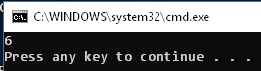 C:\WINDOWS\system32\cmd.exe
6
Press any key to continue . . .